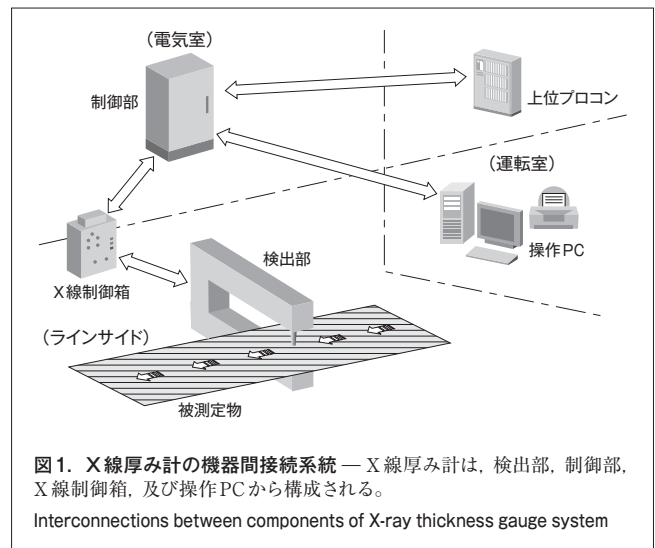 (電気室)
制御部
上位プロコン
(運転室)
操作PC
X線制御箱
検出部
(ラインサイド)
被測定物
図1. X線厚み計の機器間接続系統 — X線厚み計は, 検出部, 制御部,
X線制御箱, 及び操作PCから構成される。
Interconnections between components of X-ray thickness gauge system